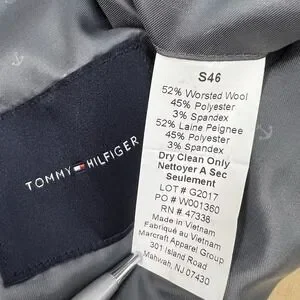 TOMMY HILFIGER
S46
52% Worsted Wool
45% Polyester
3% Spandex
52% Laine Peignee
45% Polyester
3% Spandex
Dry Clean Only
Nettoyer A Sec
Seulement
LOT # G2017
PO # W001360
RN # 47338
Made in Vietnam
Fabriqué au Vietnam
Marcraft Apparel Group
301 Island Road
Mahwah, NJ 07430